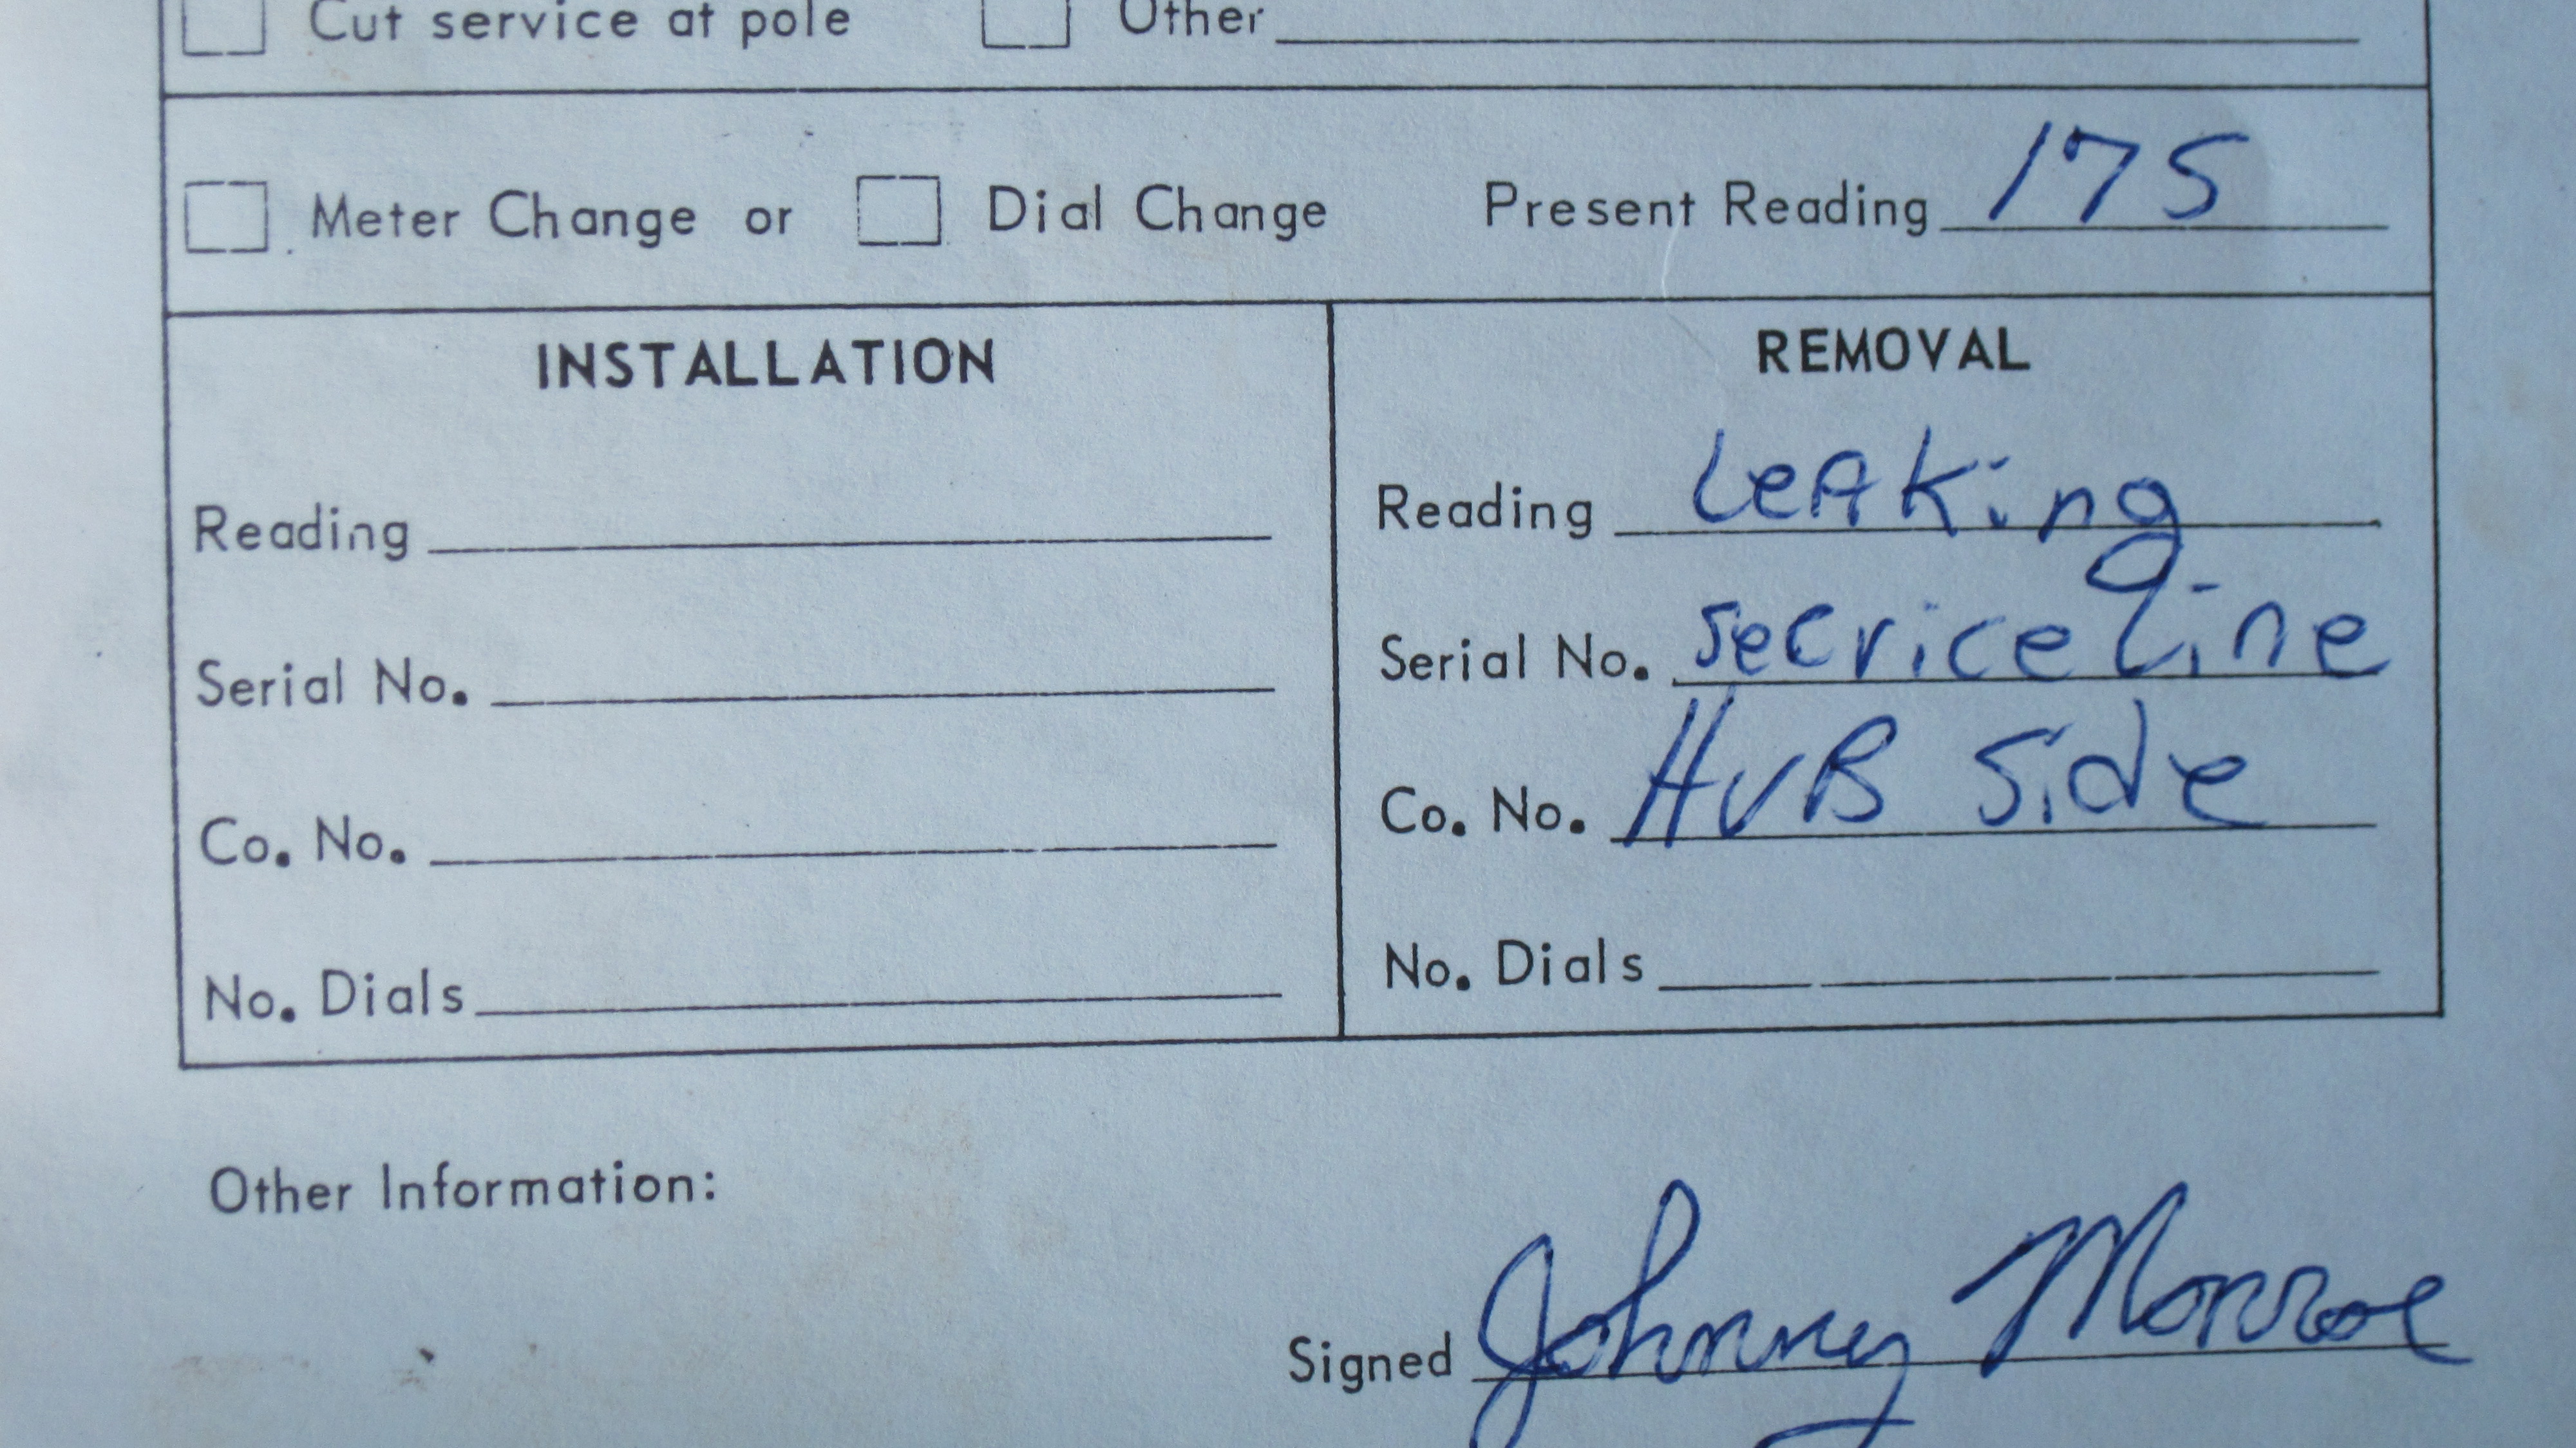 Cut service at pole Other
Meter Change or Dial Change Present Reading 175
INSTALLATION REMOVAL
Reading Reading Leaking
Serial No. Serial No. Secrice Line
Co. No. Co. No. HUB Side
No. Dials No. Dials
Other Information:
Signed Johnny Monroe